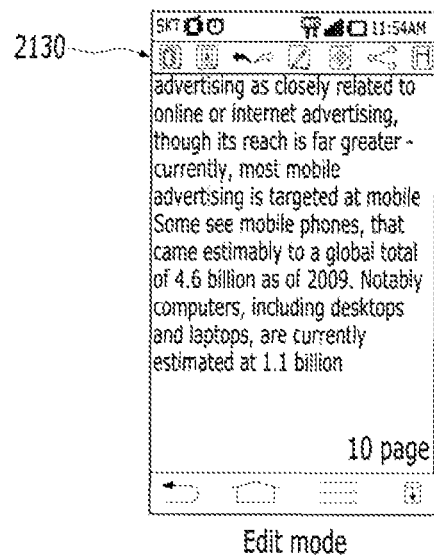 SKT 11:54AM
2130
advertising as closely related to
online or internet advertising,
though its reach is far greater -
currently, most mobile
advertising is targeted at mobile
Some see mobile phones, that
came estimably to a global total
of 4.6 billion as of 2009. Notably
computers, including desktops
and laptops, are currently
estimated at 1.1 billion
10 page
Edit mode